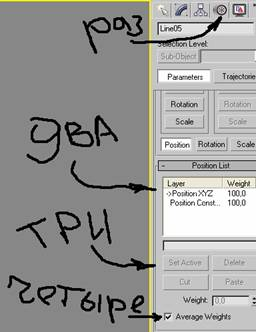 раз
Line05
Selection Level:
Sub-Object
Parameters Trajectories
Rotation Rotation
Scale Scale
Position Rotation Scale
- Position List
Layer Weight
->Position XYZ 100,0
Position Const... 100,0
два
три
Set Active Delete
Cut Paste
четыре
Weight: 0,0
Average Weights